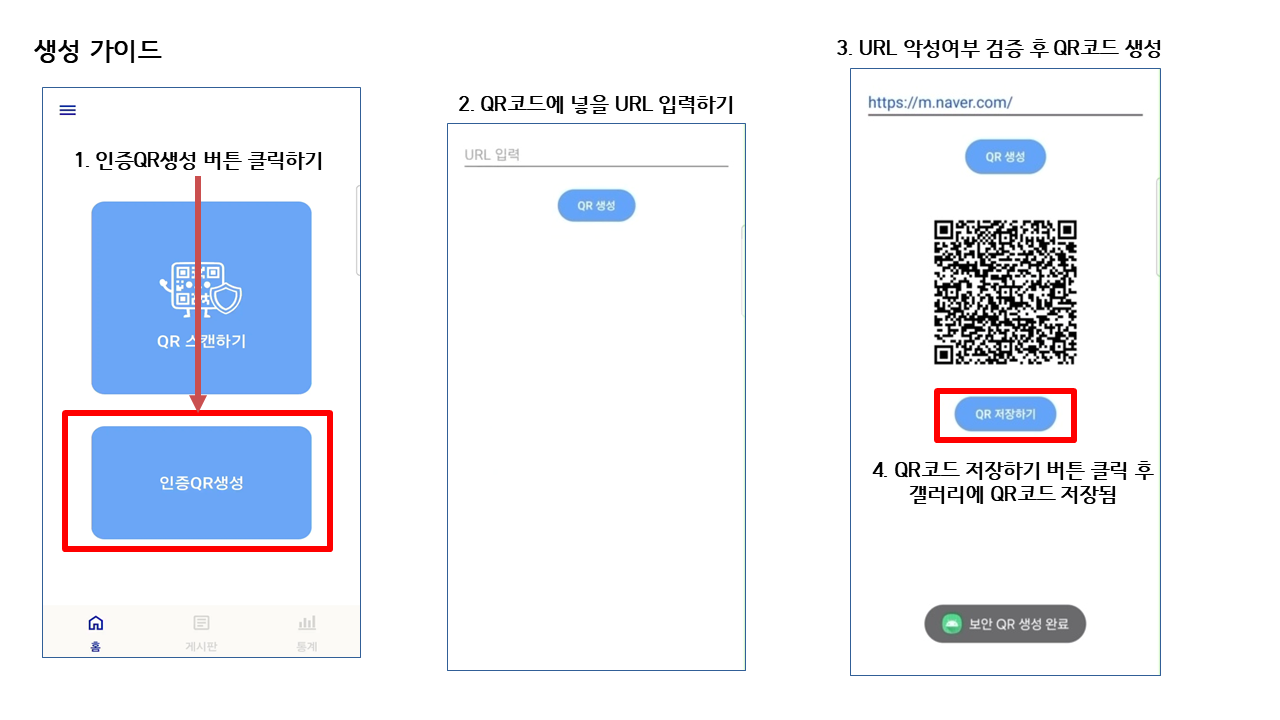 생성 가이드
1. 인증QR생성 버튼 클릭하기
QR 스캔하기
인증QR생성
홈
게시판
통계
2. QR코드에 넣을 URL 입력하기
URL 입력
QR 생성
3. URL 악성여부 검증 후 QR코드 생성
https://m.naver.com/
QR 생성
QR 저장하기
4. QR코드 저장하기 버튼 클릭 후
갤러리에 QR코드 저장됨
보안 QR 생성 완료